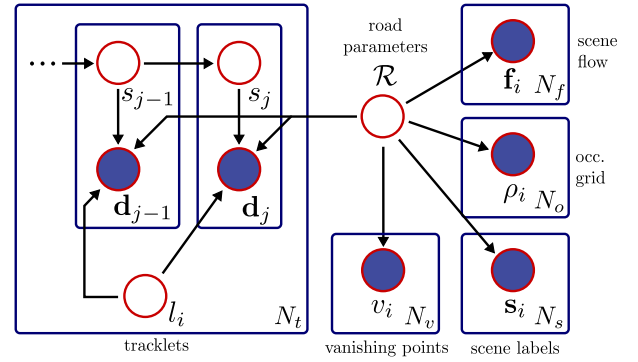 road
parameters
R
s_{j−1}
s_j
d_{j−1}
d_j
l_i
N_t
tracklets
f_i
N_f
scene
flow
ρ_i
N_o
occ.
grid
v_i
N_v
vanishing points
s_i
N_s
scene labels